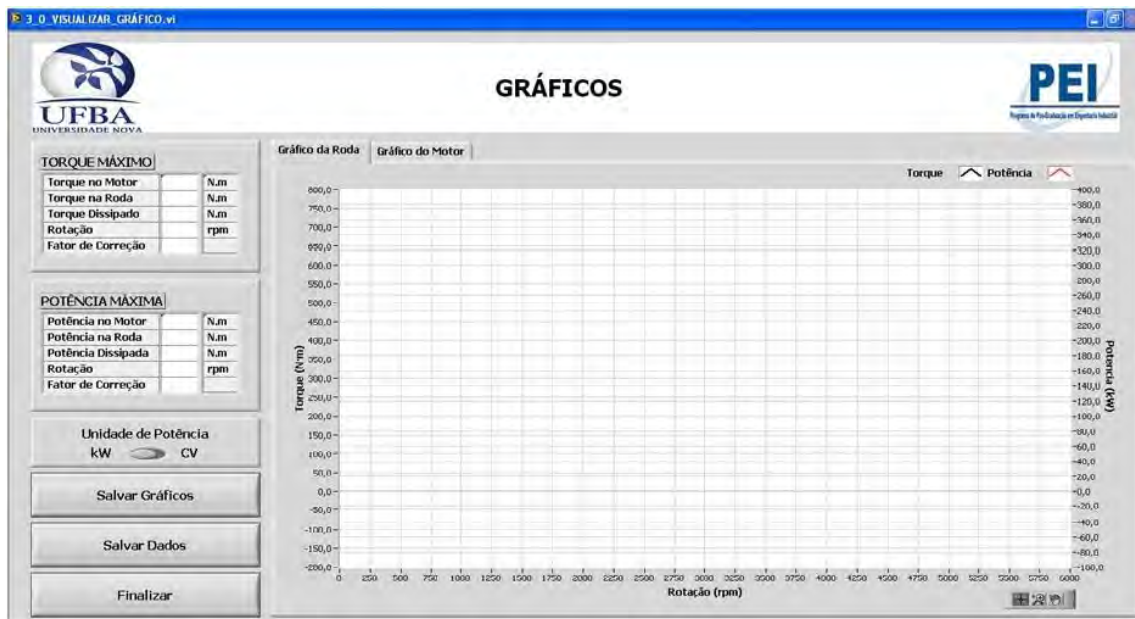 3_0_VISUALIZAR_GRÁFICO.vi
UFBA
UNIVERSIDADE NOVA
GRÁFICOS
PEI
Programa de Pós-Graduação em Engenharia Industrial
TORQUE MÁXIMO
Torque no Motor N.m
Torque na Roda N.m
Torque Dissipado N.m
Rotação rpm
Fator de Correção
POTÊNCIA MÁXIMA
Potência no Motor N.m
Potência na Roda N.m
Potência Dissipada N.m
Rotação rpm
Fator de Correção
Unidade de Potência
kW CV
Salvar Gráficos
Salvar Dados
Finalizar
Gráfico da Roda Gráfico do Motor
Torque Potência
Torque (N·m)
800,0
750,0
700,0
650,0
600,0
550,0
500,0
450,0
400,0
350,0
300,0
250,0
200,0
150,0
100,0
50,0
0,0
-50,0
-100,0
-150,0
-200,0
400,0
380,0
360,0
340,0
320,0
300,0
280,0
260,0
240,0
220,0
200,0
180,0
160,0
140,0
120,0
100,0
80,0
60,0
40,0
20,0
0,0
-20,0
-40,0
-60,0
-80,0
-100,0
Potencia (kW)
0 250 500 750 1000 1250 1500 1750 2000 2250 2500 2750 3000 3250 3500 3750 4000 4250 4500 4750 5000 5250 5500 5750 6000
Rotação (rpm)